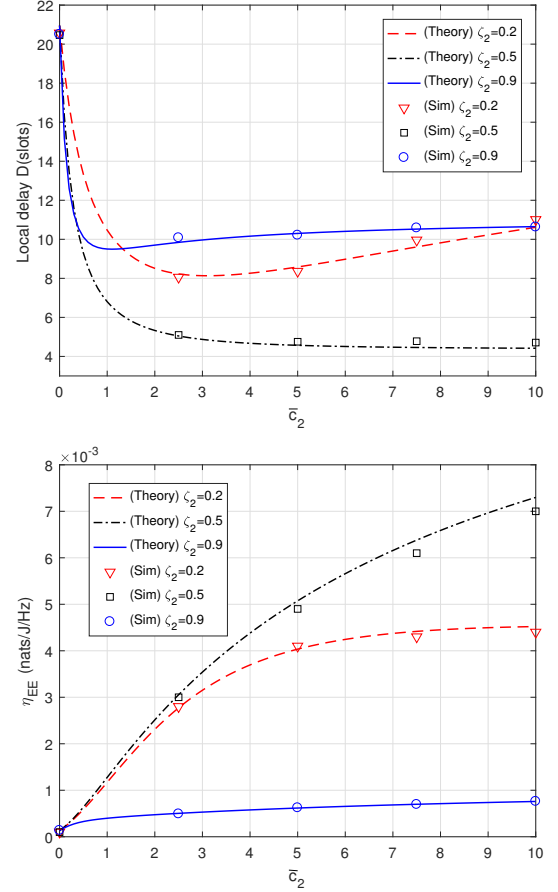 22
20
18
16
14
12
10
8
6
4
0 1 2 3 4 5 6 7 8 9 10
c̅₂
Local delay D(slots)
(Theory) ζ₂=0.2
(Theory) ζ₂=0.5
(Theory) ζ₂=0.9
(Sim) ζ₂=0.2
(Sim) ζ₂=0.5
(Sim) ζ₂=0.9
×10⁻³
8
7
6
5
4
3
2
1
0
0 1 2 3 4 5 6 7 8 9 10
c̅₂
η_EE (nats/J/Hz)
(Theory) ζ₂=0.2
(Theory) ζ₂=0.5
(Theory) ζ₂=0.9
(Sim) ζ₂=0.2
(Sim) ζ₂=0.5
(Sim) ζ₂=0.9